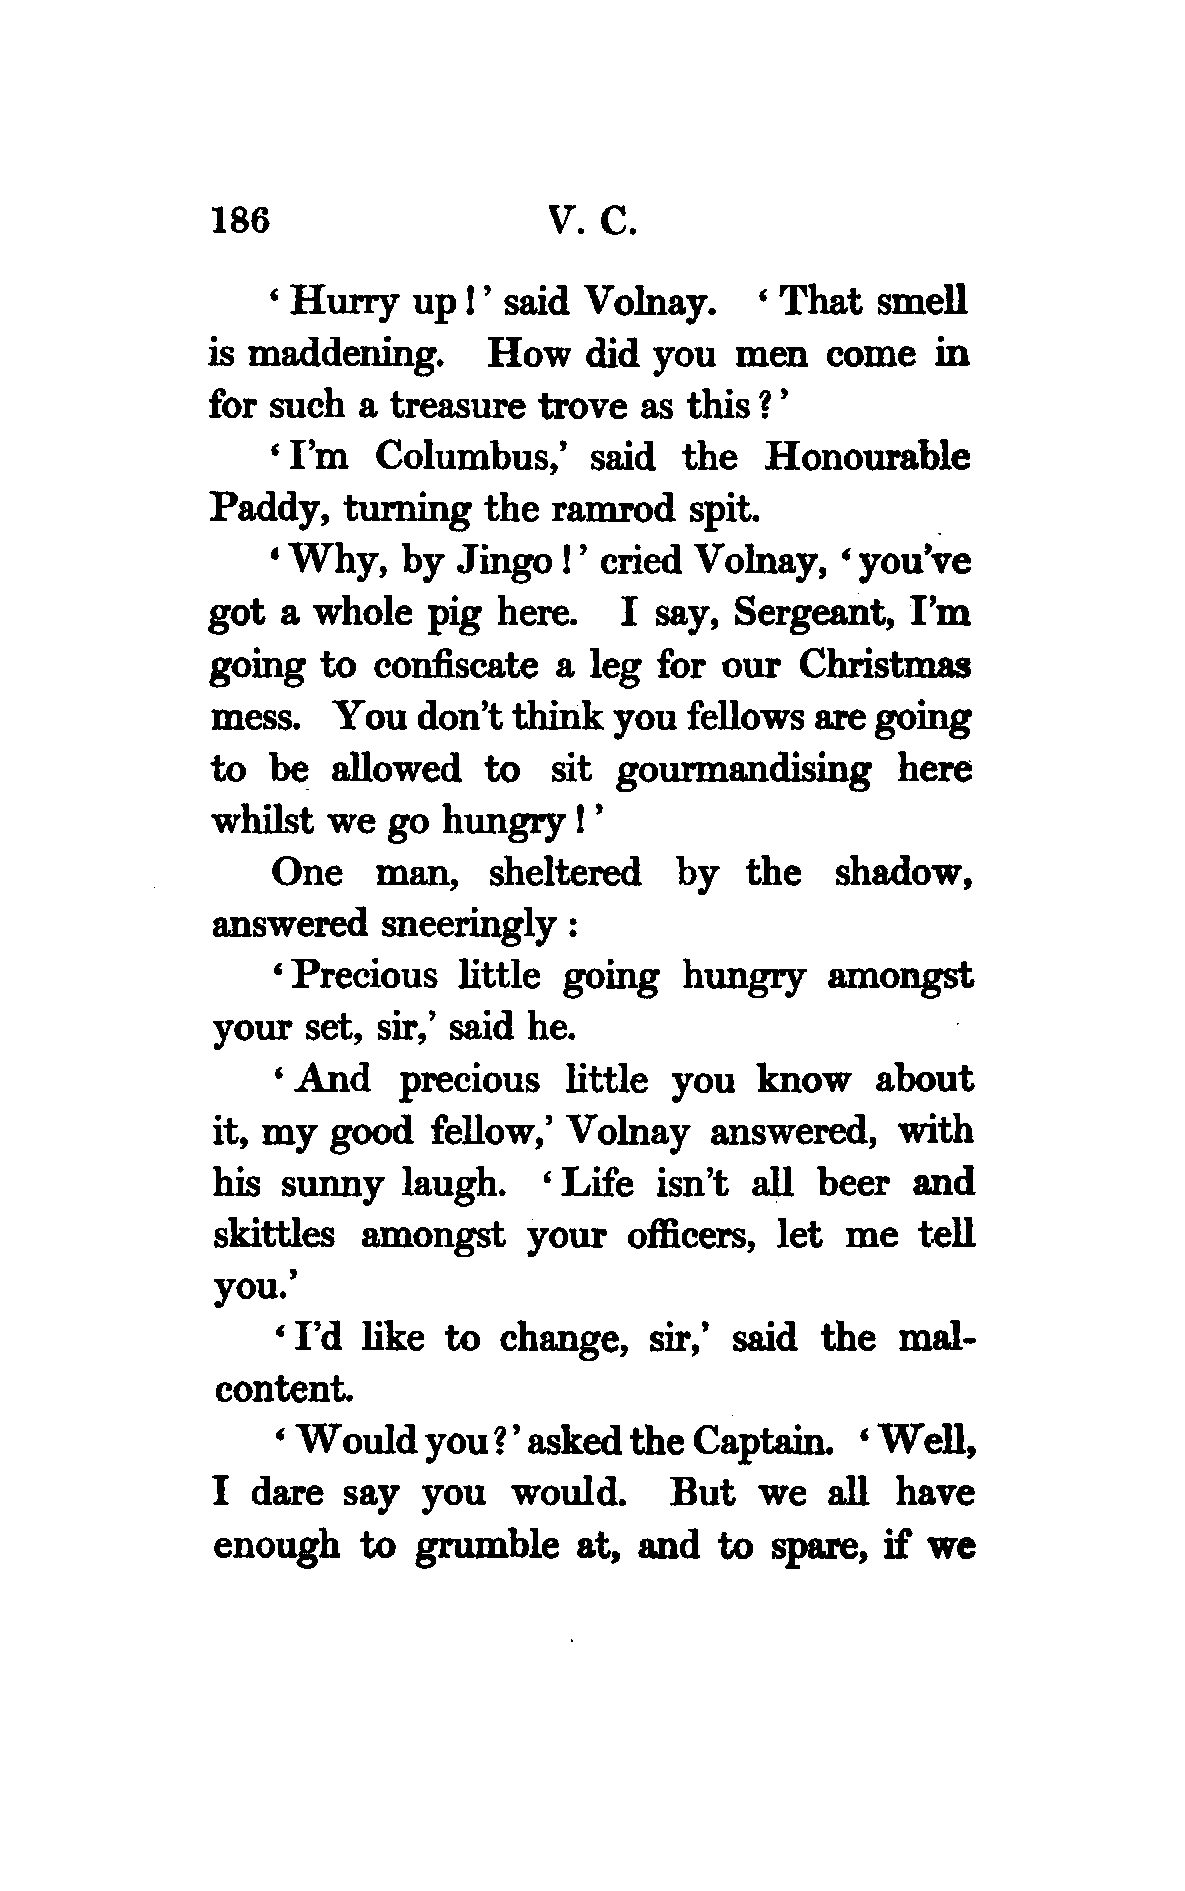 186 V. C.
‘ Hurry up ! ’ said Volnay. ‘ That smell
is maddening. How did you men come in
for such a treasure trove as this ? ’
‘ I’m Columbus,’ said the Honourable
Paddy, turning the ramrod spit.
‘ Why, by Jingo ! ’ cried Volnay, ‘ you’ve
got a whole pig here. I say, Sergeant, I’m
going to confiscate a leg for our Christmas
mess. You don’t think you fellows are going
to be allowed to sit gourmandising here
whilst we go hungry ! ’
One man, sheltered by the shadow,
answered sneeringly :
‘ Precious little going hungry amongst
your set, sir,’ said he.
‘ And precious little you know about
it, my good fellow,’ Volnay answered, with
his sunny laugh. ‘ Life isn’t all beer and
skittles amongst your officers, let me tell
you.’
‘ I’d like to change, sir,’ said the mal-
content.
‘ Would you ? ’ asked the Captain. ‘ Well,
I dare say you would. But we all have
enough to grumble at, and to spare, if we